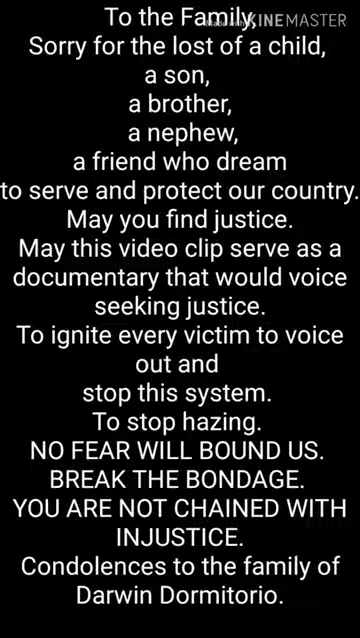 To the Family,
Made with KINEMASTER
Sorry for the lost of a child,
a son,
a brother,
a nephew,
a friend who dream
to serve and protect our country.
May you find justice.
May this video clip serve as a
documentary that would voice
seeking justice.
To ignite every victim to voice
out and
stop this system.
To stop hazing.
NO FEAR WILL BOUND US.
BREAK THE BONDAGE.
YOU ARE NOT CHAINED WITH
INJUSTICE.
Condolences to the family of
Darwin Dormitorio.